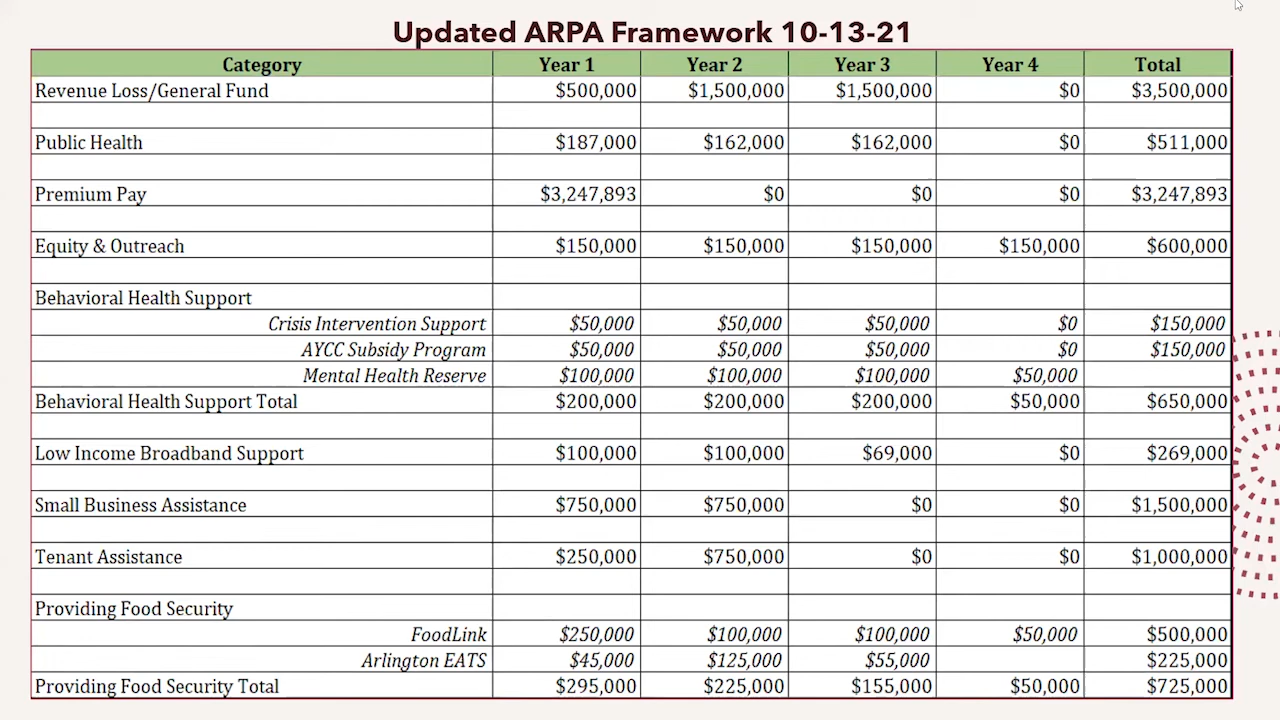 Updated ARPA Framework 10-13-21
Category Year 1 Year 2 Year 3 Year 4 Total
Revenue Loss/General Fund $500,000 $1,500,000 $1,500,000 $0 $3,500,000
Public Health $187,000 $162,000 $162,000 $0 $511,000
Premium Pay $3,247,893 $0 $0 $0 $3,247,893
Equity & Outreach $150,000 $150,000 $150,000 $150,000 $600,000
Behavioral Health Support
Crisis Intervention Support $50,000 $50,000 $50,000 $0 $150,000
AYCC Subsidy Program $50,000 $50,000 $50,000 $0 $150,000
Mental Health Reserve $100,000 $100,000 $100,000 $50,000
Behavioral Health Support Total $200,000 $200,000 $200,000 $50,000 $650,000
Low Income Broadband Support $100,000 $100,000 $69,000 $0 $269,000
Small Business Assistance $750,000 $750,000 $0 $0 $1,500,000
Tenant Assistance $250,000 $750,000 $0 $0 $1,000,000
Providing Food Security
FoodLink $250,000 $100,000 $100,000 $50,000 $500,000
Arlington EATS $45,000 $125,000 $55,000 $225,000
Providing Food Security Total $295,000 $225,000 $155,000 $50,000 $725,000